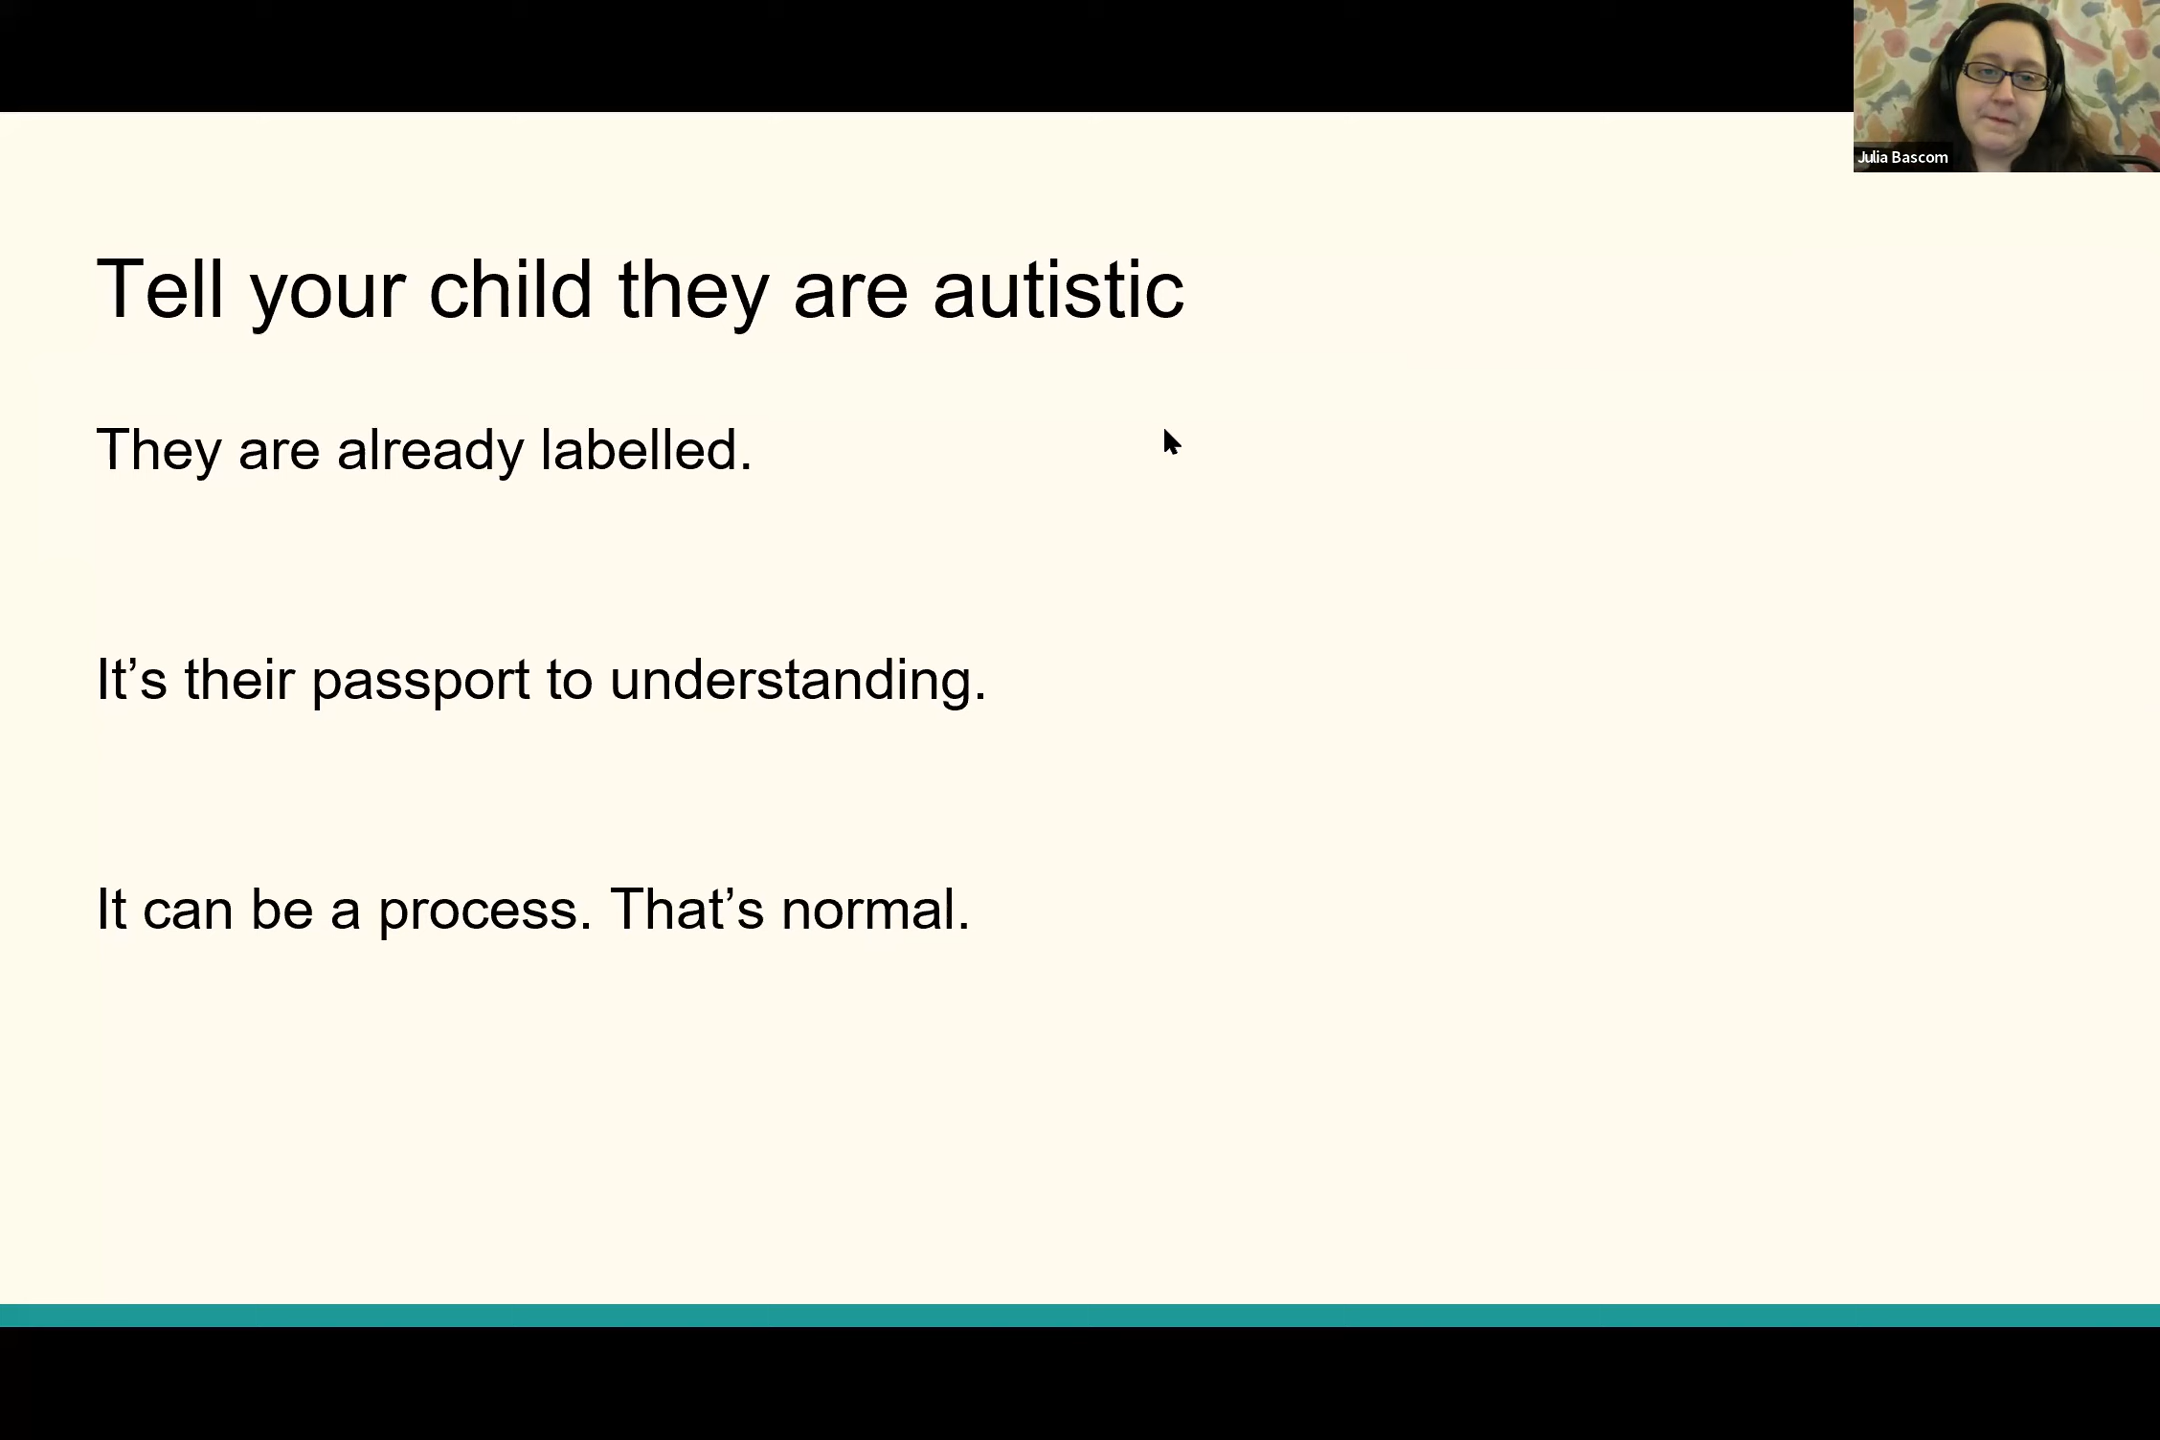 Julia Bascom
Tell your child they are autistic
They are already labelled.
It’s their passport to understanding.
It can be a process. That’s normal.